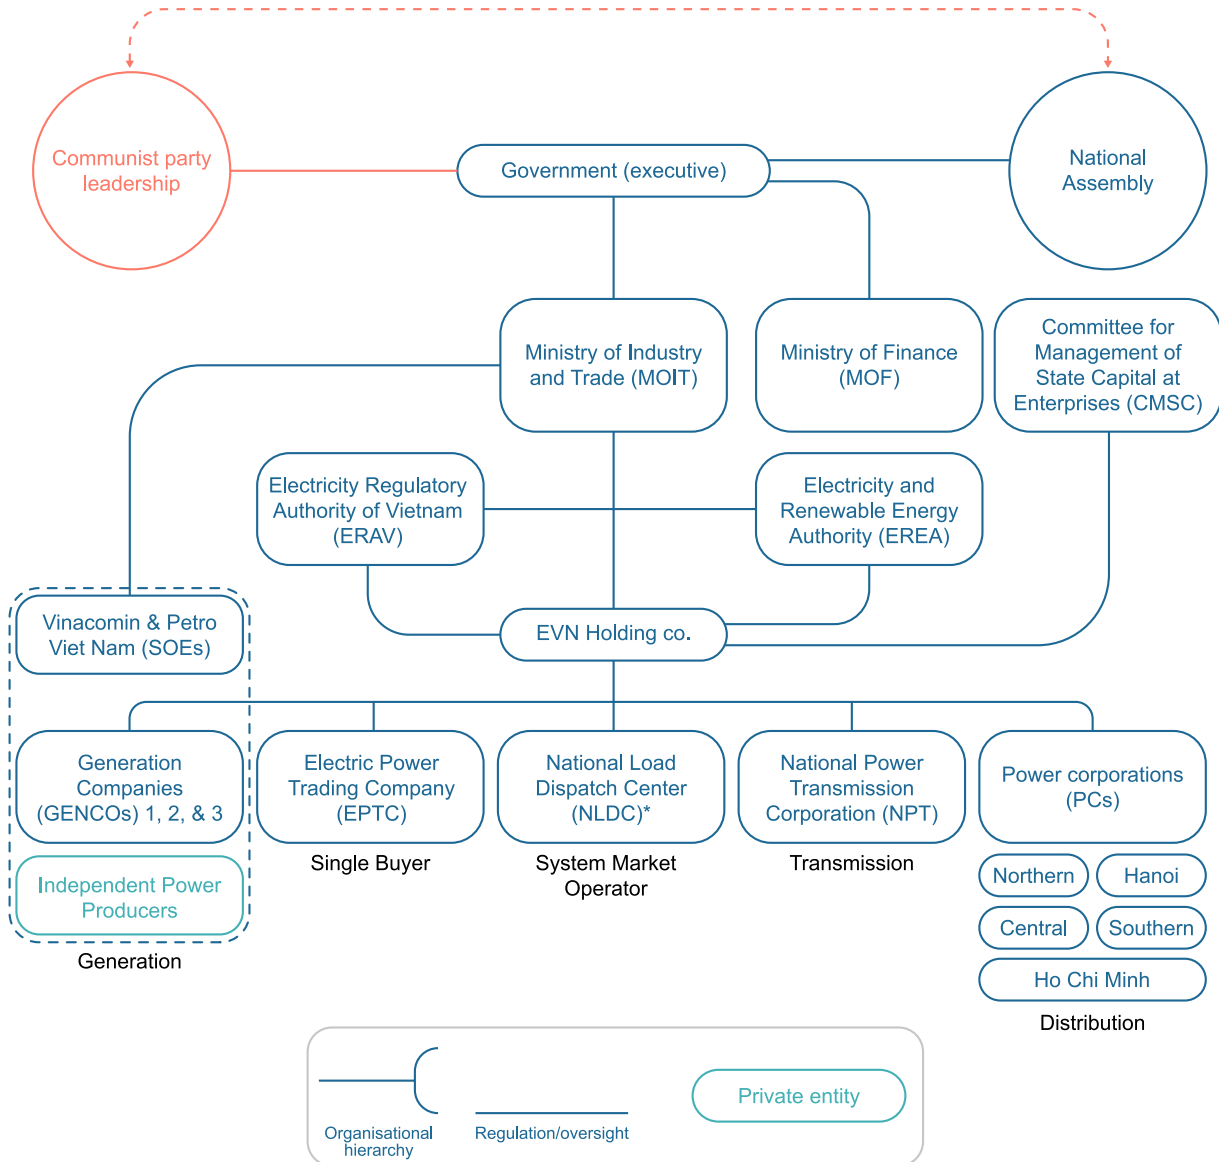 Communist party
leadership
Government (executive)
National
Assembly
Ministry of Industry
and Trade (MOIT)
Ministry of Finance
(MOF)
Committee for
Management of
State Capital at
Enterprises (CMSC)
Electricity Regulatory
Authority of Vietnam
(ERAV)
Electricity and
Renewable Energy
Authority (EREA)
Vinacomin & Petro
Viet Nam (SOEs)
EVN Holding co.
Generation
Companies
(GENCOs) 1, 2, & 3
Electric Power
Trading Company
(EPTC)
National Load
Dispatch Center
(NLDC)*
National Power
Transmission
Corporation (NPT)
Power corporations
(PCs)
Independent Power
Producers
Generation
Single Buyer
System Market
Operator
Transmission
Northern
Hanoi
Central
Southern
Ho Chi Minh
Distribution
Organisational
hierarchy
Regulation/oversight
Private entity